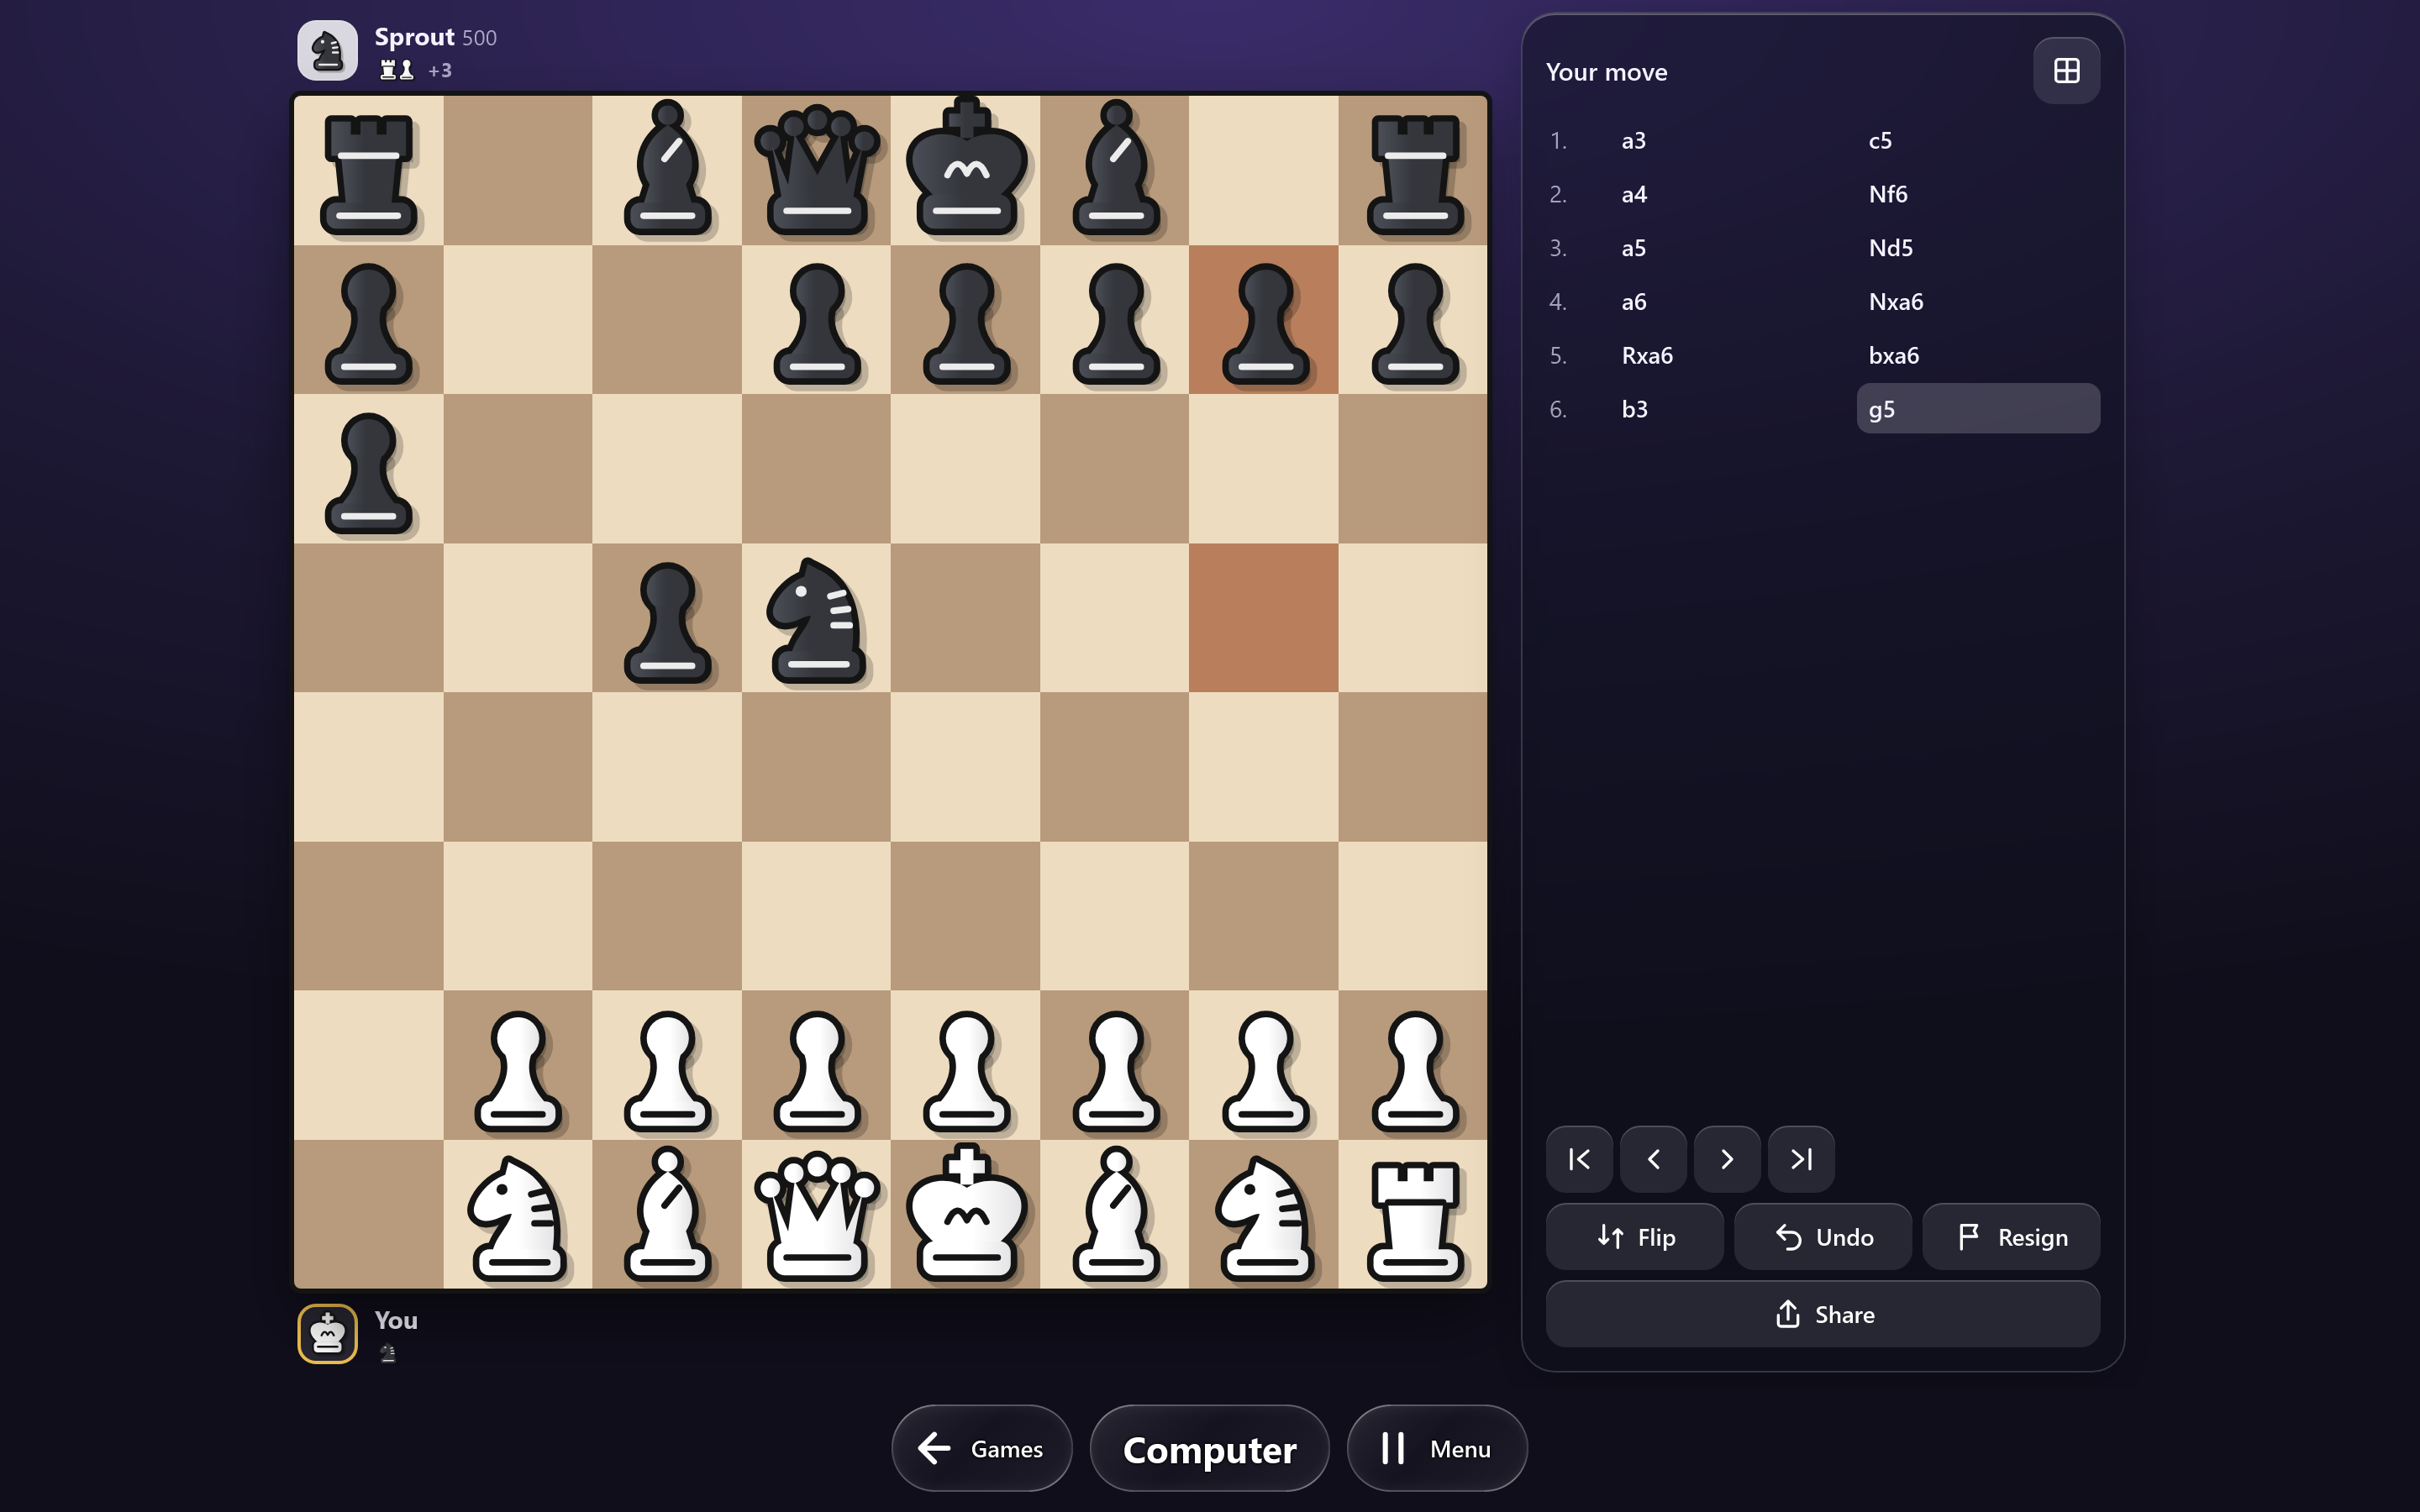 Sprout 500
+3
Your move
1. a3 c5
2. a4 Nf6
3. a5 Nd5
4. a6 Nxa6
5. Rxa6 bxa6
6. b3 g5
Flip Undo Resign
Share
You
Games Computer Menu